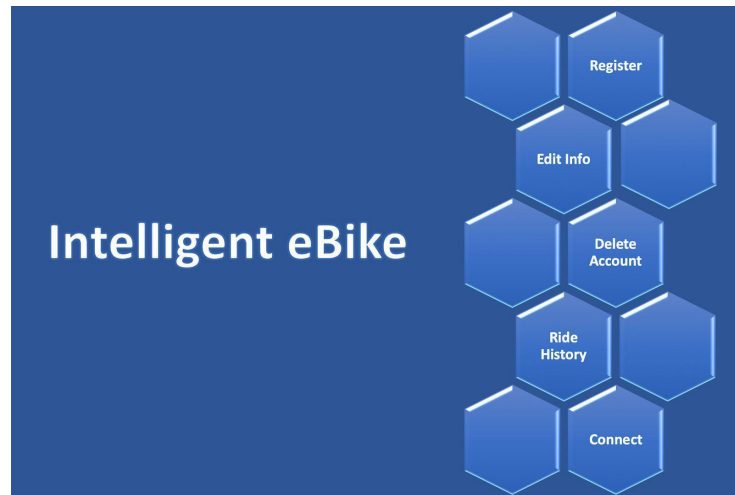 Register
Edit Info
Intelligent eBike
Delete
Account
Ride
History
Connect